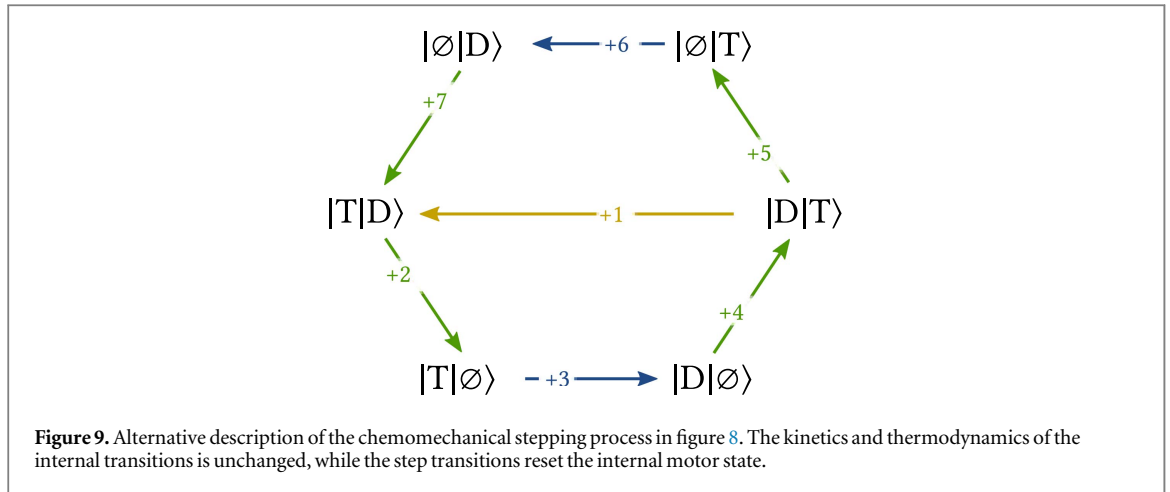 |∅|D⟩ +6 |∅|T⟩
+7
+5
|T|D⟩ +1 |D|T⟩
+2
+4
|T|∅⟩ +3 |D|∅⟩
Figure 9. Alternative description of the chemomechanical stepping process in figure 8. The kinetics and thermodynamics of the
internal transitions is unchanged, while the step transitions reset the internal motor state.